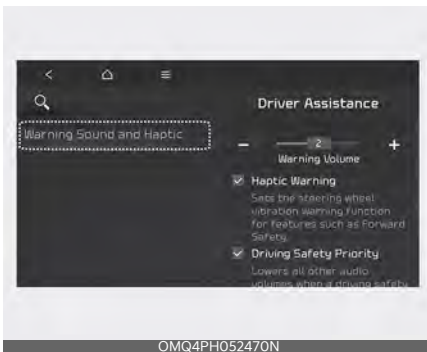 Driver Assistance
Warning Sound and Haptic
- 2 +
Warning Volume
Haptic Warning
Sets the steering wheel
vibration warning function
for features such as Forward
Safety.
Driving Safety Priority
Lowers all other audio
volumes when a driving safety
OMQ4PH052470N